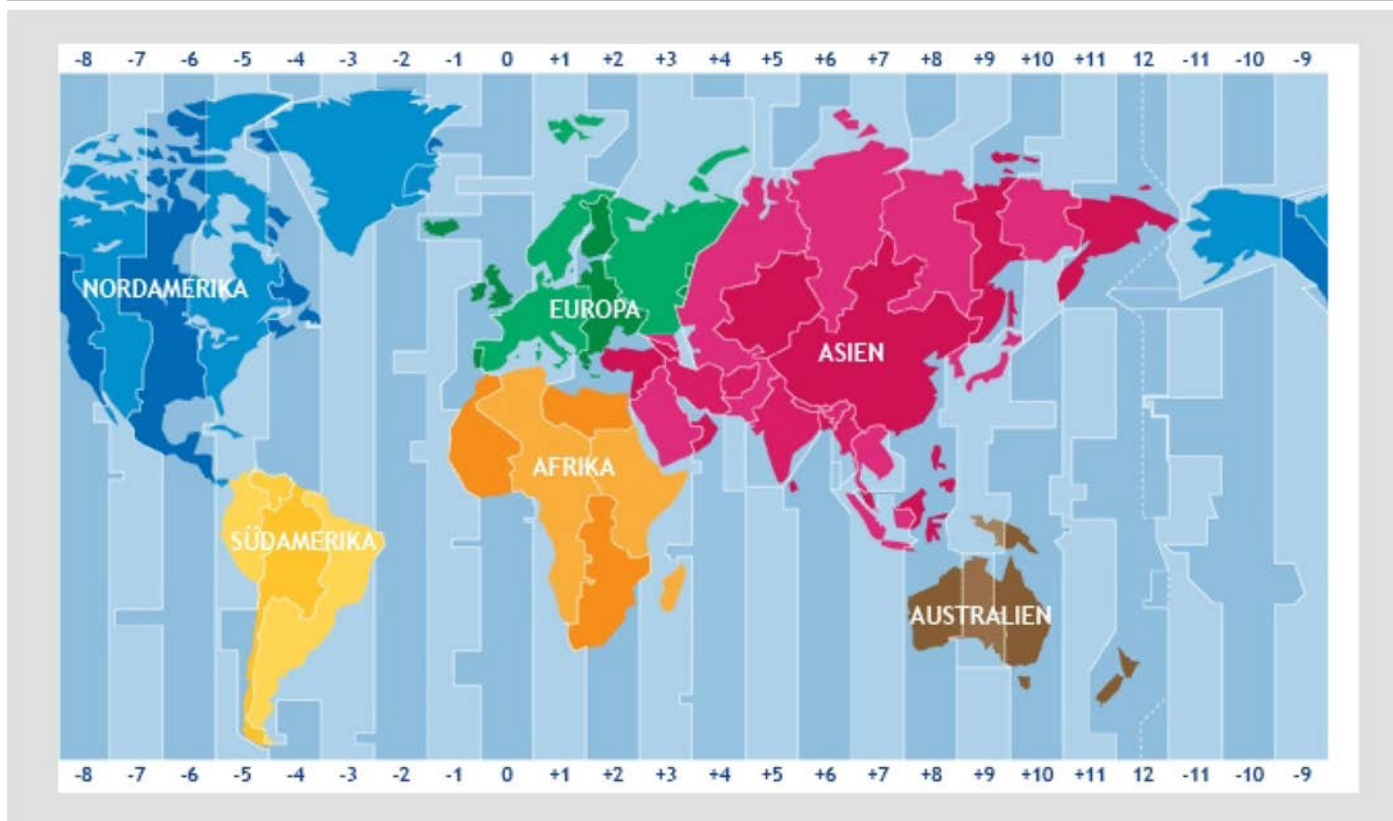 -8 -7 -6 -5 -4 -3 -2 -1 0 +1 +2 +3 +4 +5 +6 +7 +8 +9 +10 +11 12 -11 -10 -9
NORDAMERIKA
EUROPA
ASIEN
AFRIKA
SÜDAMERIKA
AUSTRALIEN
-8 -7 -6 -5 -4 -3 -2 -1 0 +1 +2 +3 +4 +5 +6 +7 +8 +9 +10 +11 12 -11 -10 -9